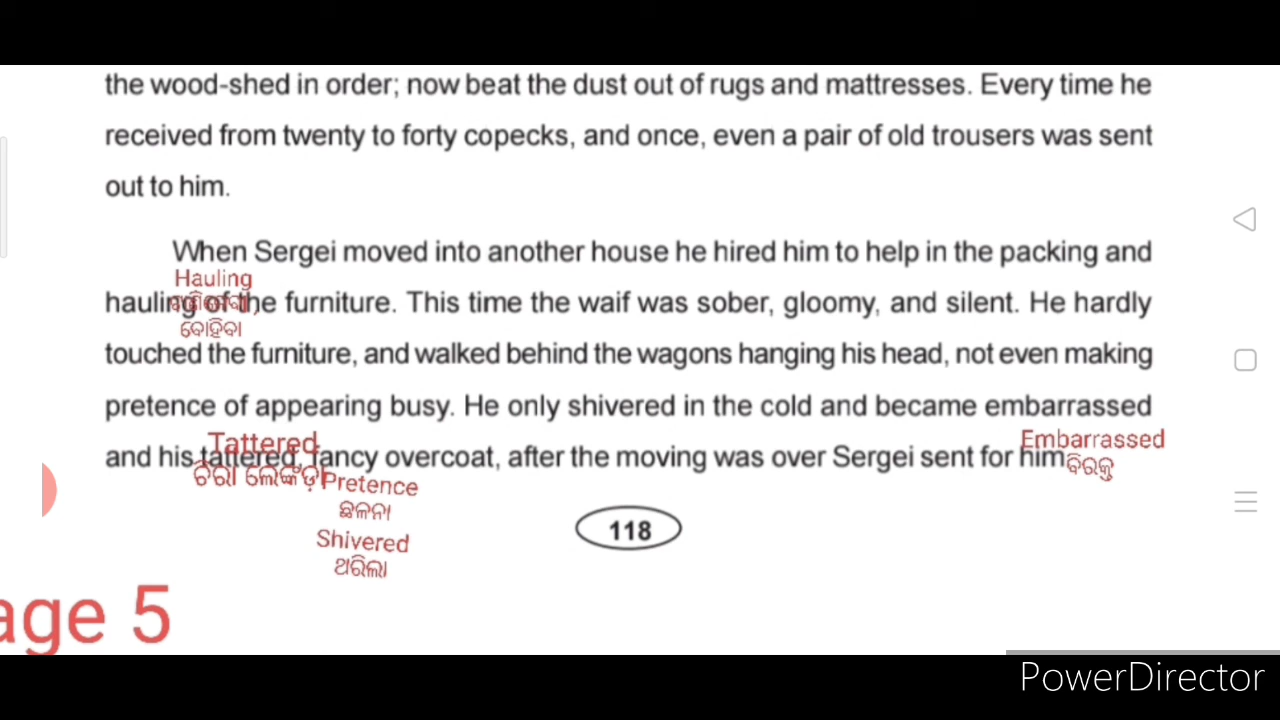 the wood-shed in order; now beat the dust out of rugs and mattresses. Every time he
received from twenty to forty copecks, and once, even a pair of old trousers was sent
out to him.
When Sergei moved into another house he hired him to help in the packing and
Hauling
hauling of the furniture. This time the waif was sober, gloomy, and silent. He hardly
ବୋହିବା
touched the furniture, and walked behind the wagons hanging his head, not even making
pretence of appearing busy. He only shivered in the cold and became embarrassed
Tattered
Embarrassed
and his tattered, fancy overcoat, after the moving was over Sergei sent for him
ବିରକ୍ତ
ଚିରା ଲେଙ୍କଡ଼ା
Pretence
ଛଳନା
118
Shivered
ଥରିଲା
age 5
PowerDirector